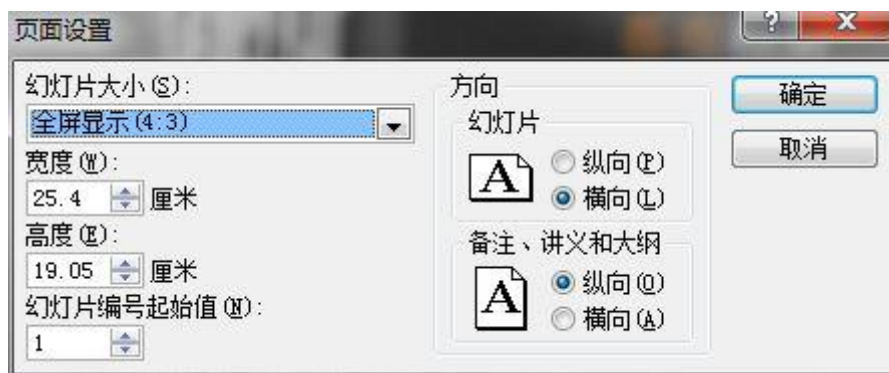 页面设置
幻灯片大小(S):
全屏显示(4:3)
宽度(W):
25.4 厘米
高度(E):
19.05 厘米
幻灯片编号起始值(N):
1
方向
幻灯片
A
纵向(P)
横向(L)
备注、讲义和大纲
A
纵向(O)
横向(A)
确定
取消